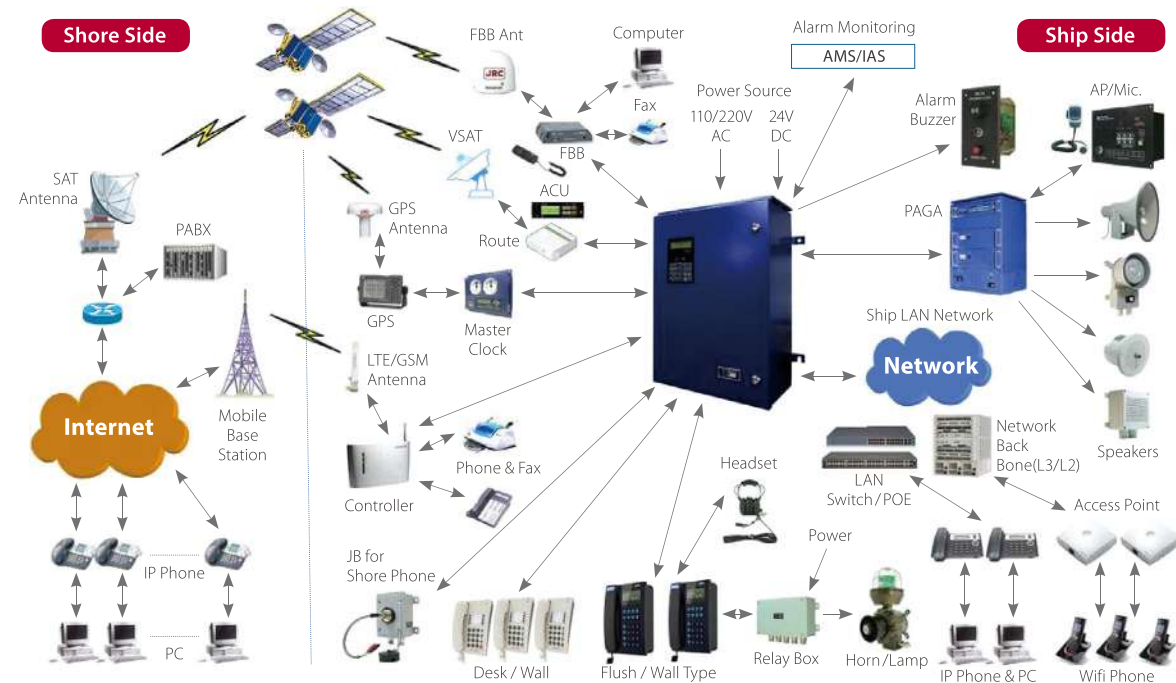 Shore Side
Ship Side
FBB Ant
JRC
Computer
Fax
FBB
Alarm Monitoring
AMS/IAS
Power Source
110/220V
AC
24V
DC
Alarm
Buzzer
AP/Mic.
VSAT
ACU
Route
SAT
Antenna
PABX
GPS
Antenna
GPS
Master
Clock
PAGA
Ship LAN Network
Network
LTE/GSM
Antenna
Internet
Mobile
Base
Station
Phone & Fax
Controller
Speakers
Network
Back
Bone(L3/L2)
LAN
Switch/POE
Headset
Access Point
Power
IP Phone
PC
JB for
Shore Phone
Desk / Wall
Flush / Wall Type
Relay Box
Horn/Lamp
IP Phone & PC
Wifi Phone